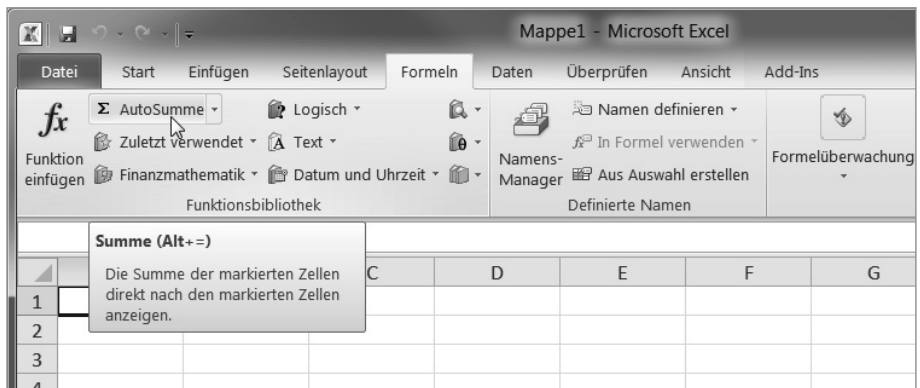 Mappe1 - Microsoft Excel
Datei Start Einfügen Seitenlayout Formeln Daten Überprüfen Ansicht Add-Ins
fx Funktion einfügen
Σ AutoSumme
Zuletzt verwendet
Finanzmathematik
Logisch
A Text
Datum und Uhrzeit
θ
Funktionsbibliothek
Namens-
Manager
Namen definieren
In Formel verwenden
Aus Auswahl erstellen
Definierte Namen
Formelüberwachung
Summe (Alt+=)
Die Summe der markierten Zellen
direkt nach den markierten Zellen
anzeigen.
C D E F G
1
2
3
4